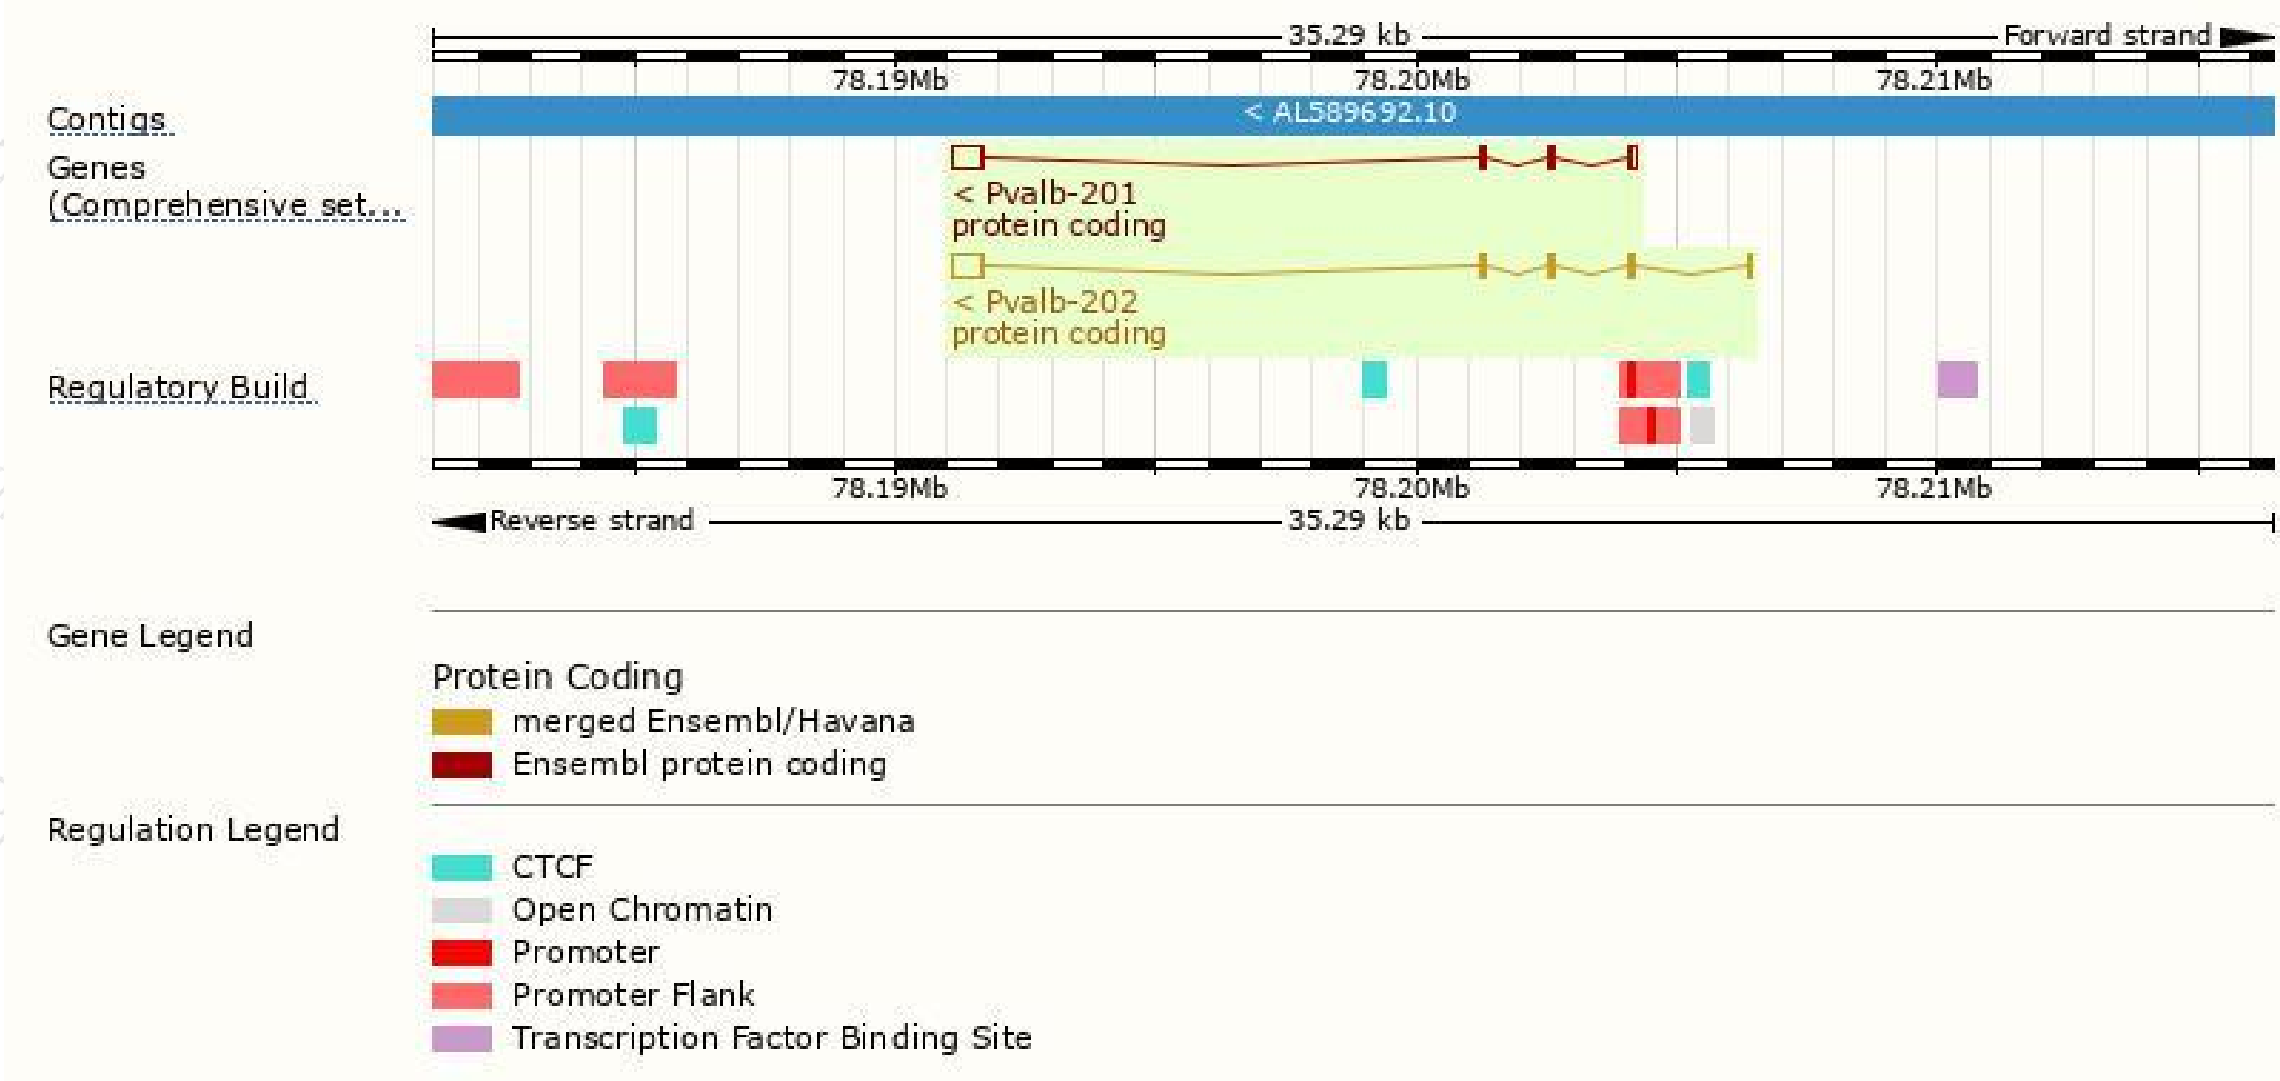 35.29 kb Forward strand
78.19Mb 78.20Mb 78.21Mb
Contigs < AL589692.10
Genes
(Comprehensive set...
< Pvalb-201
protein coding
< Pvalb-202
protein coding
Regulatory Build
78.19Mb 78.20Mb 78.21Mb
Reverse strand 35.29 kb
Gene Legend
Protein Coding
merged Ensembl/Havana
Ensembl protein coding
Regulation Legend
CTCF
Open Chromatin
Promoter
Promoter Flank
Transcription Factor Binding Site